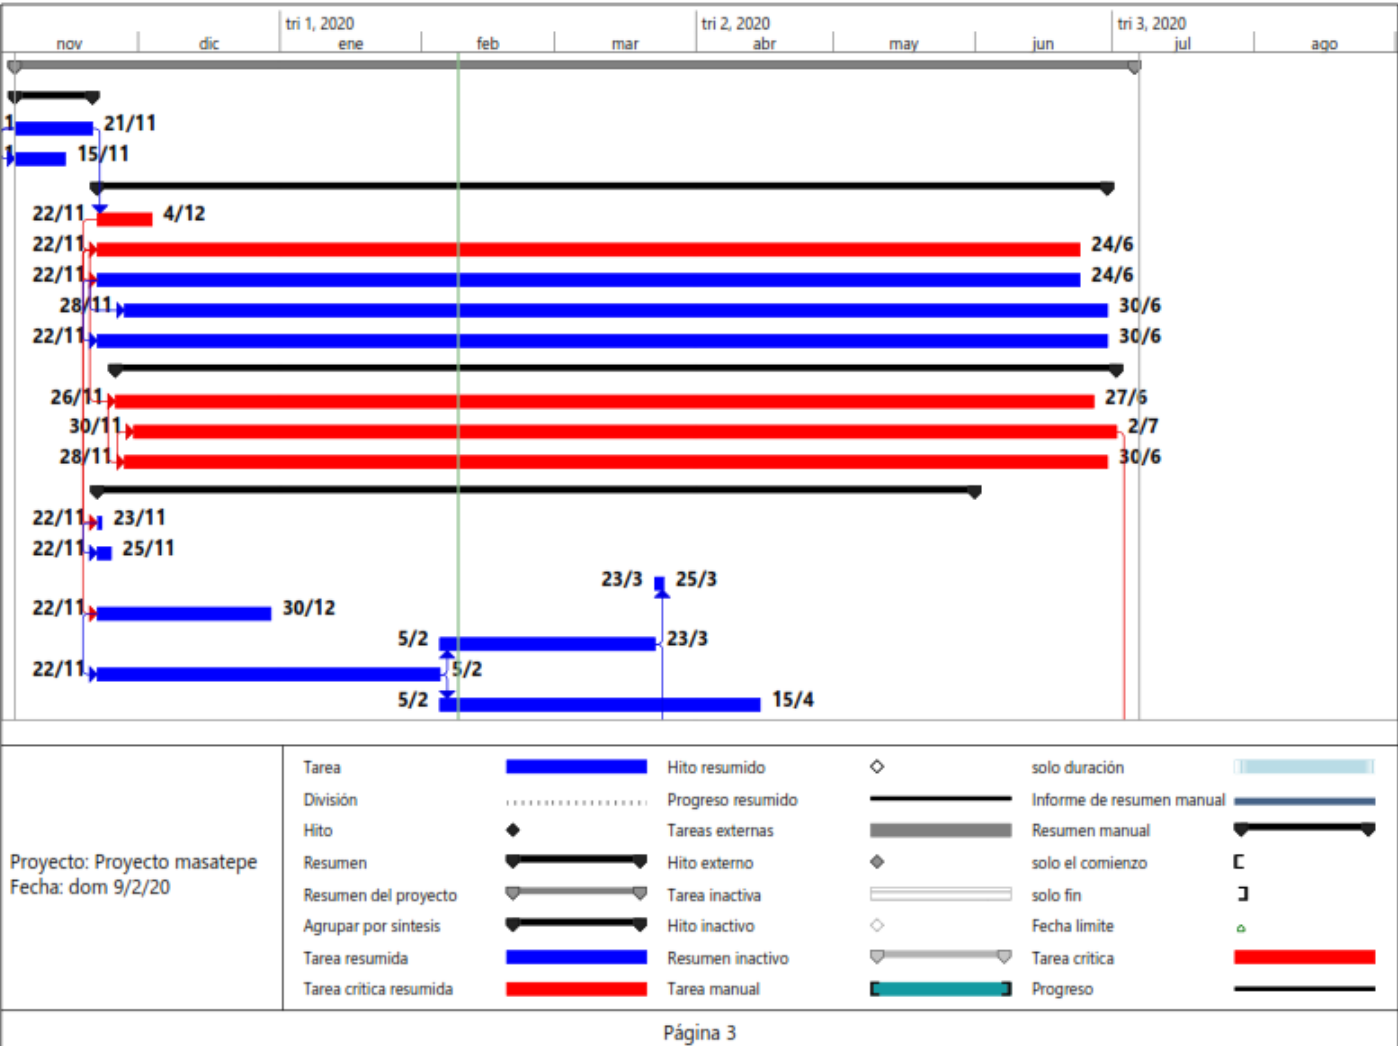 tri 1, 2020 tri 2, 2020 tri 3, 2020
nov dic ene feb mar abr may jun jul ago
1 21/11
1 15/11
22/11 4/12
22/11 24/6
22/11 24/6
28/11 30/6
22/11 30/6
26/11 27/6
30/11 2/7
28/11 30/6
22/11 23/11
22/11 25/11
23/3 25/3
22/11 30/12
5/2 23/3
22/11 5/2
5/2 15/4
Proyecto: Proyecto masatepe
Fecha: dom 9/2/20
Tarea
División
Hito
Resumen
Resumen del proyecto
Agrupar por síntesis
Tarea resumida
Tarea crítica resumida
Hito resumido
Progreso resumido
Tareas externas
Hito externo
Tarea inactiva
Hito inactivo
Resumen inactivo
Tarea manual
solo duración
Informe de resumen manual
Resumen manual
solo el comienzo
solo fin
Fecha límite
Tarea crítica
Progreso
Página 3